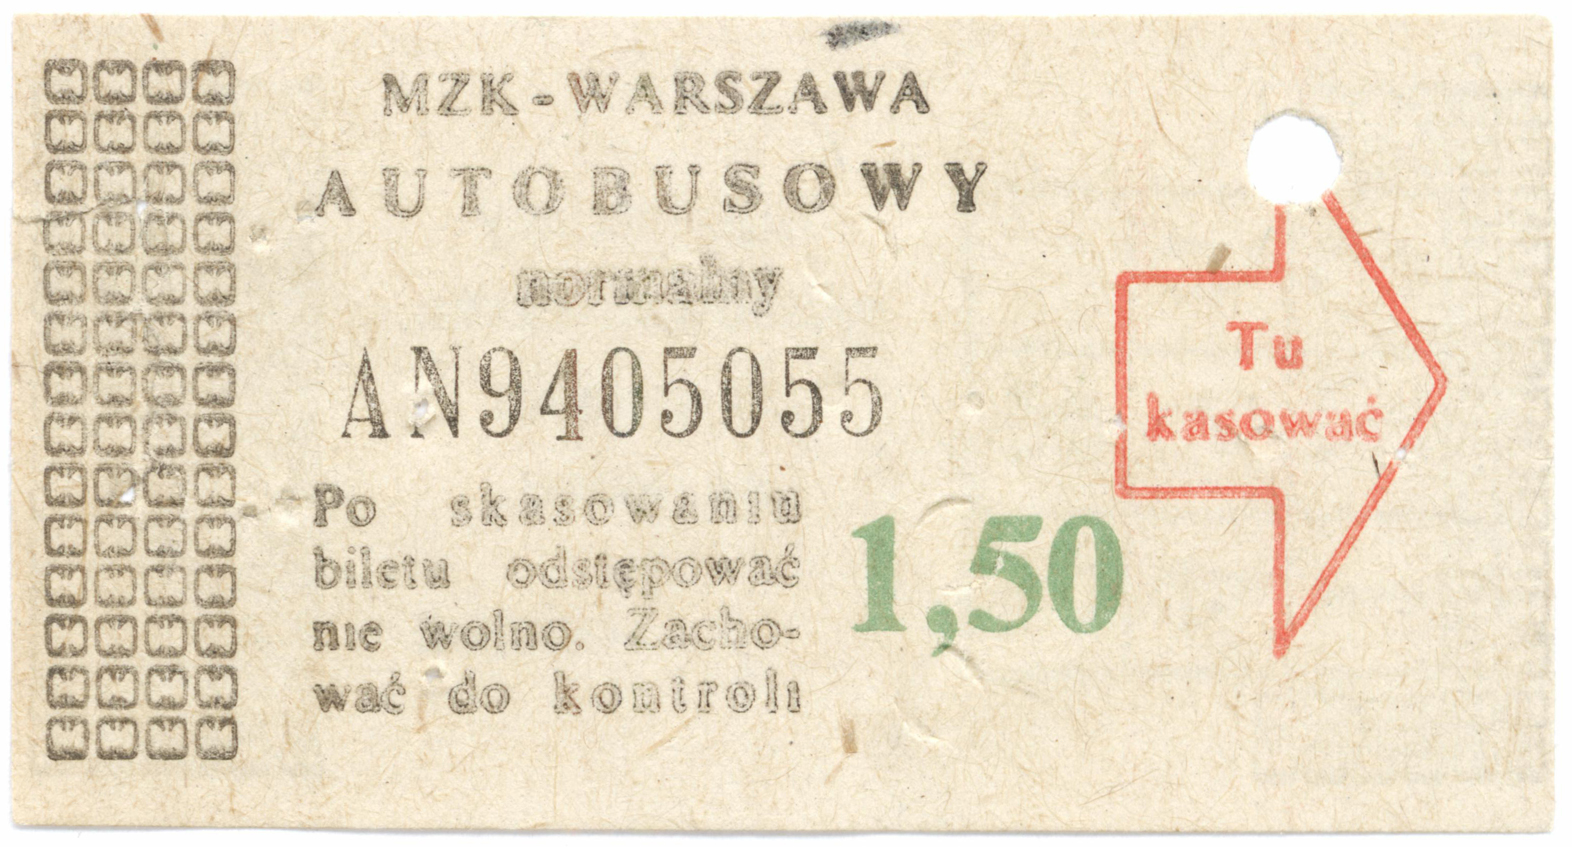 MZK-WARSZAWA
AUTOBUSOWY
normalny
AN9405055
Po skasowaniu
biletu odstępować
nie wolno. Zacho-
wać do kontroli
1,50
Tu
kasować